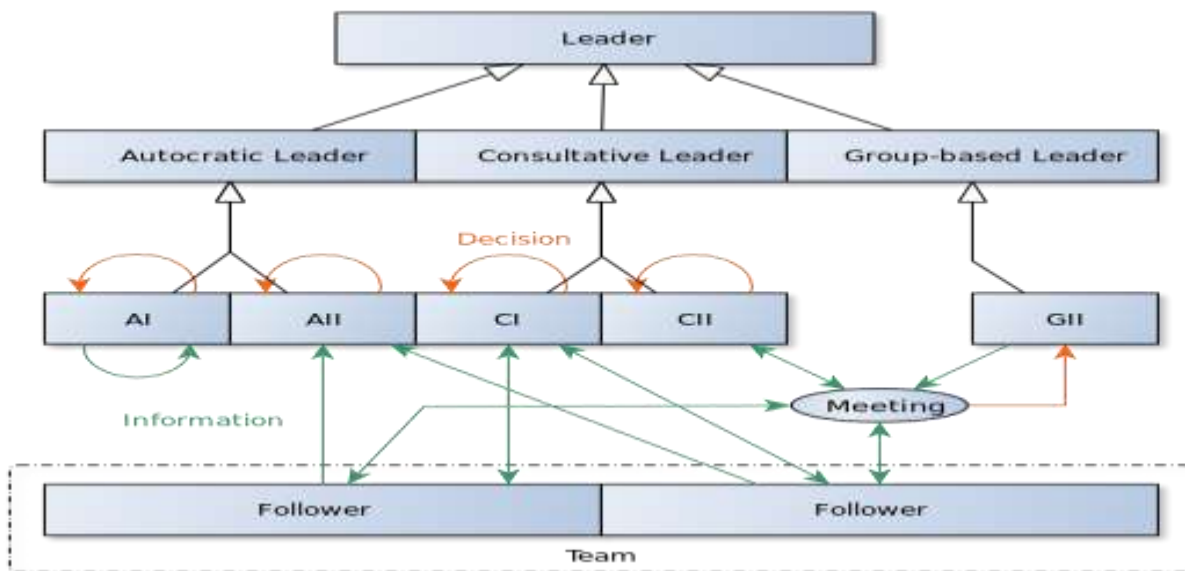 Leader
Autocratic Leader
Consultative Leader
Group-based Leader
Decision
AI
AII
CI
CII
GII
Information
Meeting
Follower
Follower
Team